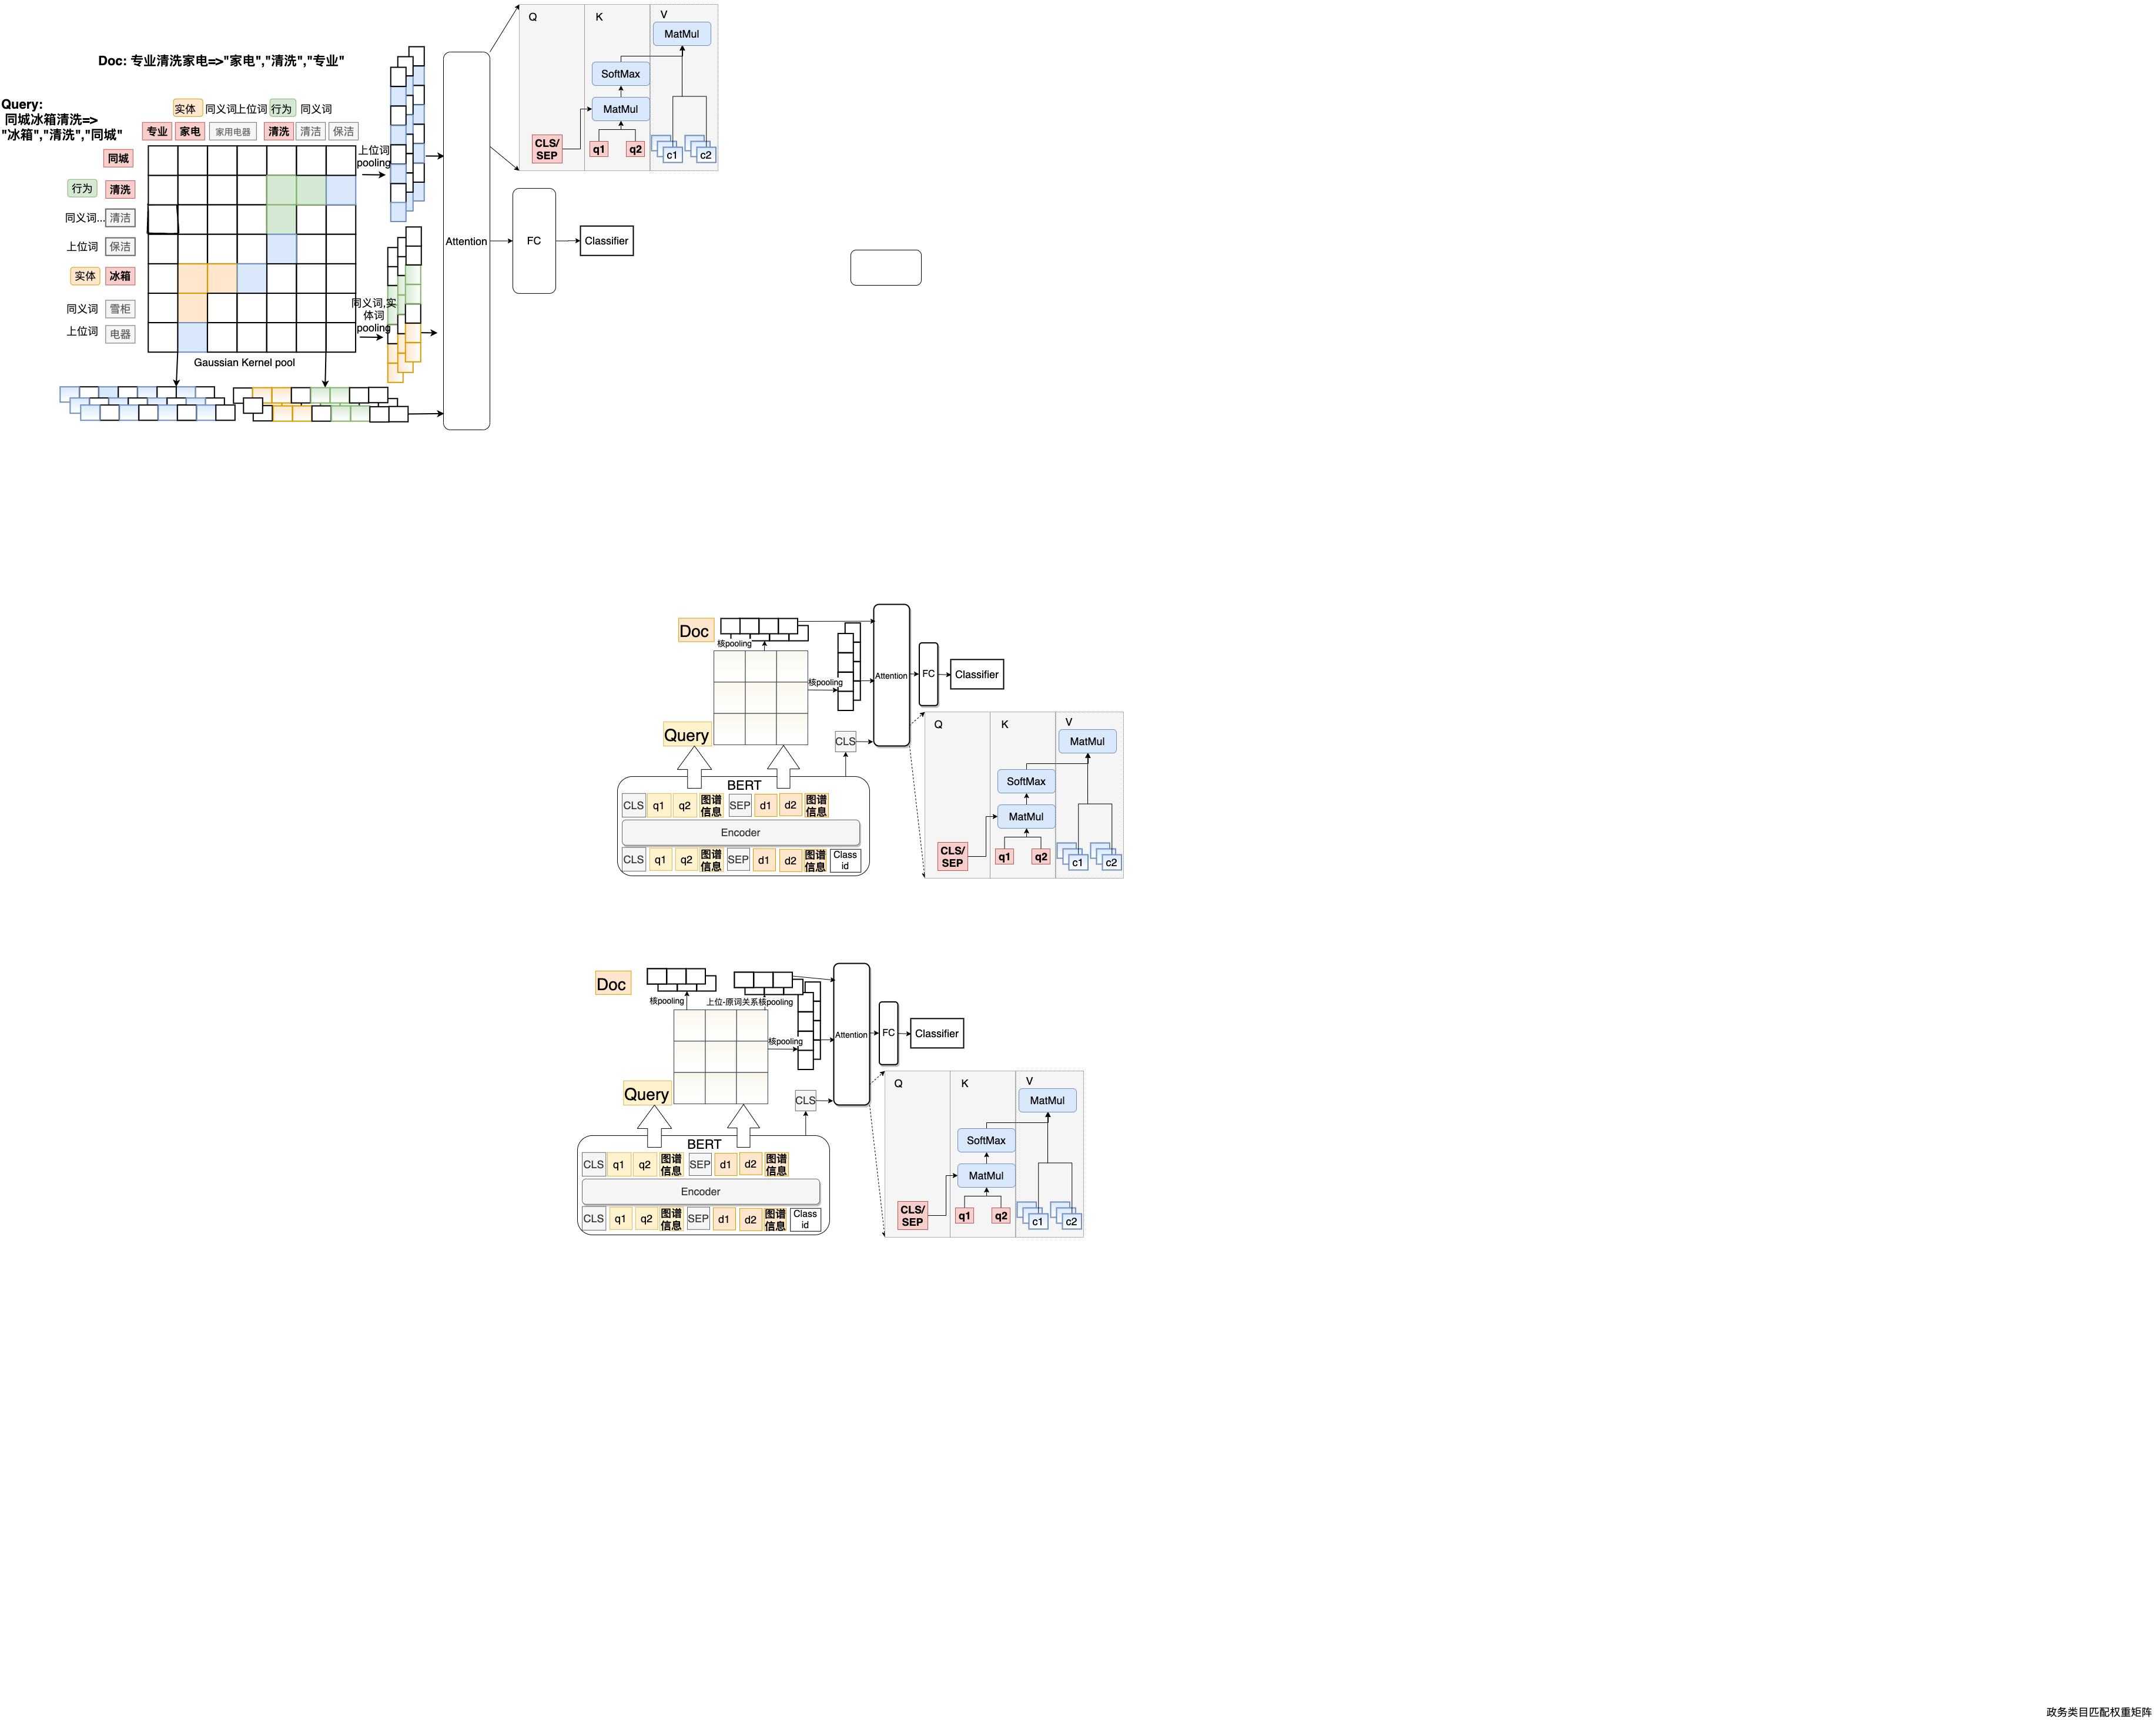 Doc: 专业清洗家电=>"家电","清洗","专业"
Query:
同城冰箱清洗=>
"冰箱","清洗","同城"
实体 同义词上位词 行为 同义词
专业 家电 家用电器 清洗 清洁 保洁
同城
行为 清洗
同义词... 清洁
上位词 保洁
实体 冰箱
同义词 雪柜
上位词 电器
上位词
pooling
同义词,实
体词
pooling
Gaussian Kernel pool
Attention
FC
Classifier
Q K V
MatMul
SoftMax
MatMul
CLS/
SEP
q1 q2 c1 c2
Doc
核pooling
核pooling
Query
CLS
Attention
FC
Classifier
BERT
CLS q1 q2 图谱
信息
SEP d1 d2 图谱
信息
Encoder
CLS q1 q2 图谱
信息
SEP d1 d2 图谱
信息
Class
id
Q K V
MatMul
SoftMax
MatMul
CLS/
SEP
q1 q2 c1 c2
Doc
核pooling
上位-原词关系核pooling
核pooling
Query
CLS
Attention
FC
Classifier
BERT
CLS q1 q2 图谱
信息
SEP d1 d2 图谱
信息
Encoder
CLS q1 q2 图谱
信息
SEP d1 d2 图谱
信息
Class
id
Q K V
MatMul
SoftMax
MatMul
CLS/
SEP
q1 q2 c1 c2
政务类目匹配权重矩阵